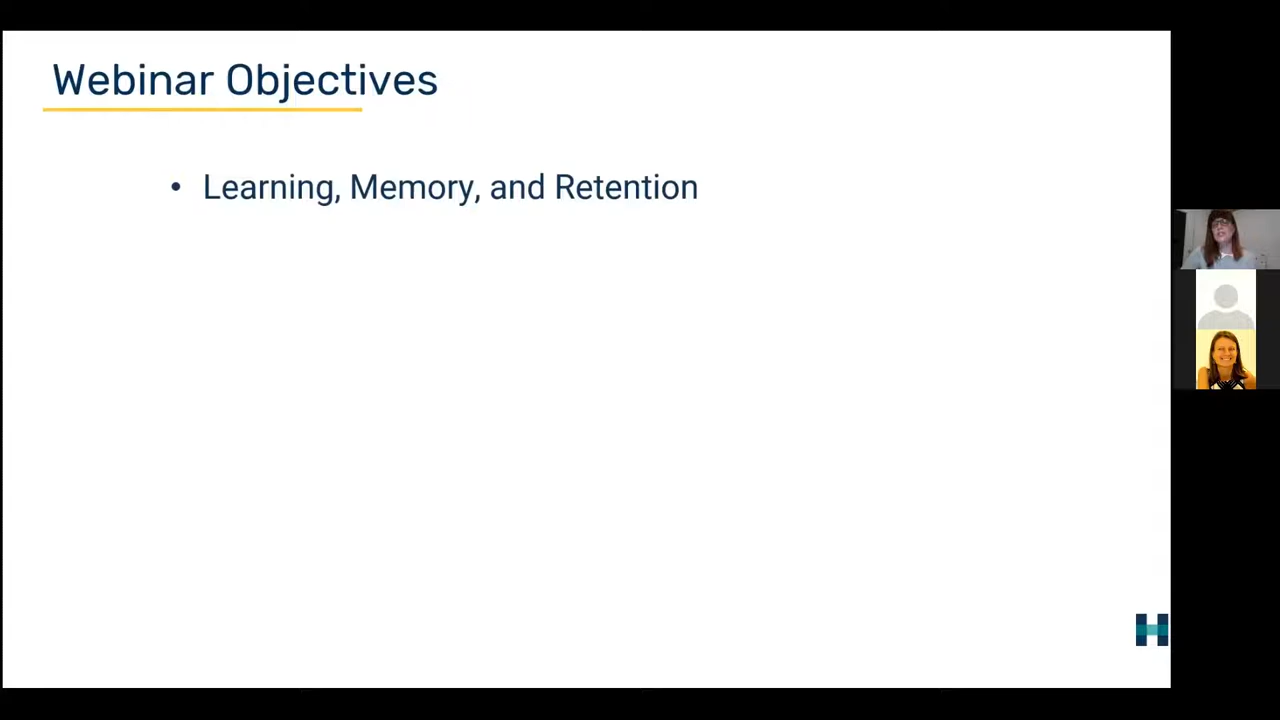 Webinar Objectives
• Learning, Memory, and Retention
H